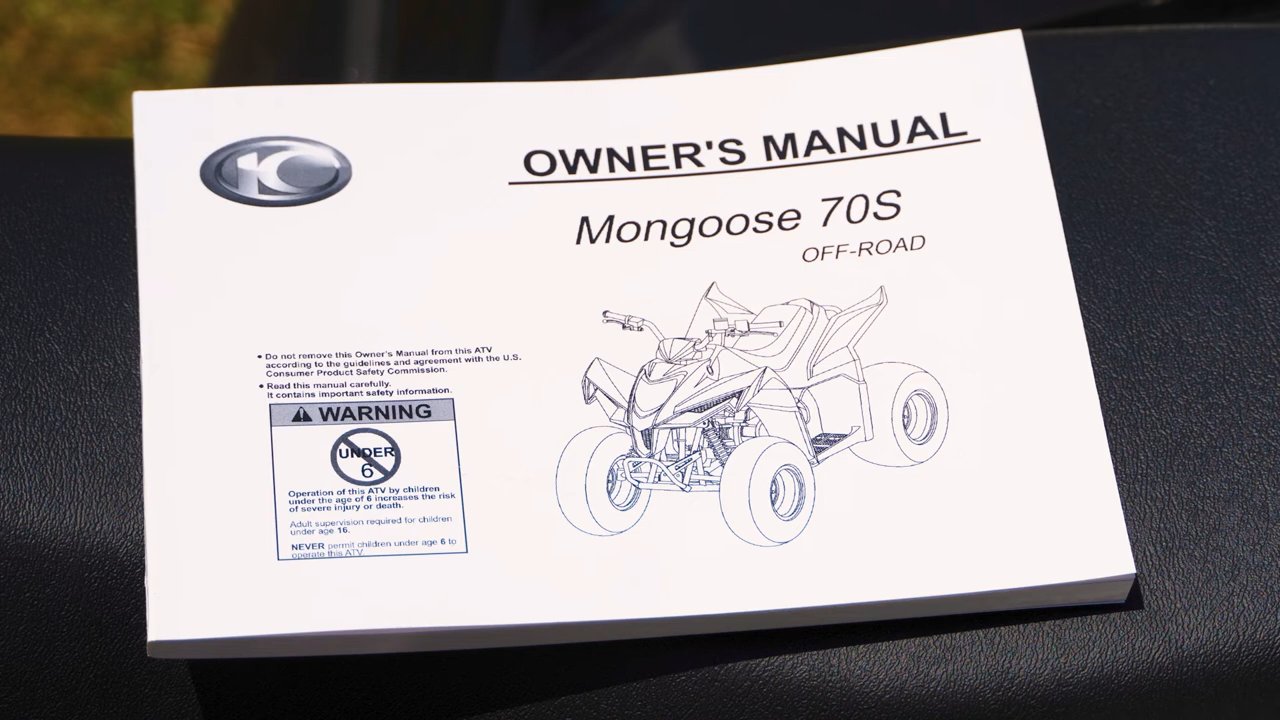 OWNER'S MANUAL
Mongoose 70S
OFF-ROAD
• Do not remove this Owner's Manual from this ATV
according to the guidelines and agreement with the U.S.
Consumer Product Safety Commission.
• Read this manual carefully.
It contains important safety information.
WARNING
UNDER
6
Operation of this ATV by children
under the age of 6 increases the risk
of severe injury or death.
Adult supervision required for children
under age 16.
NEVER permit children under age 6 to
operate this ATV.